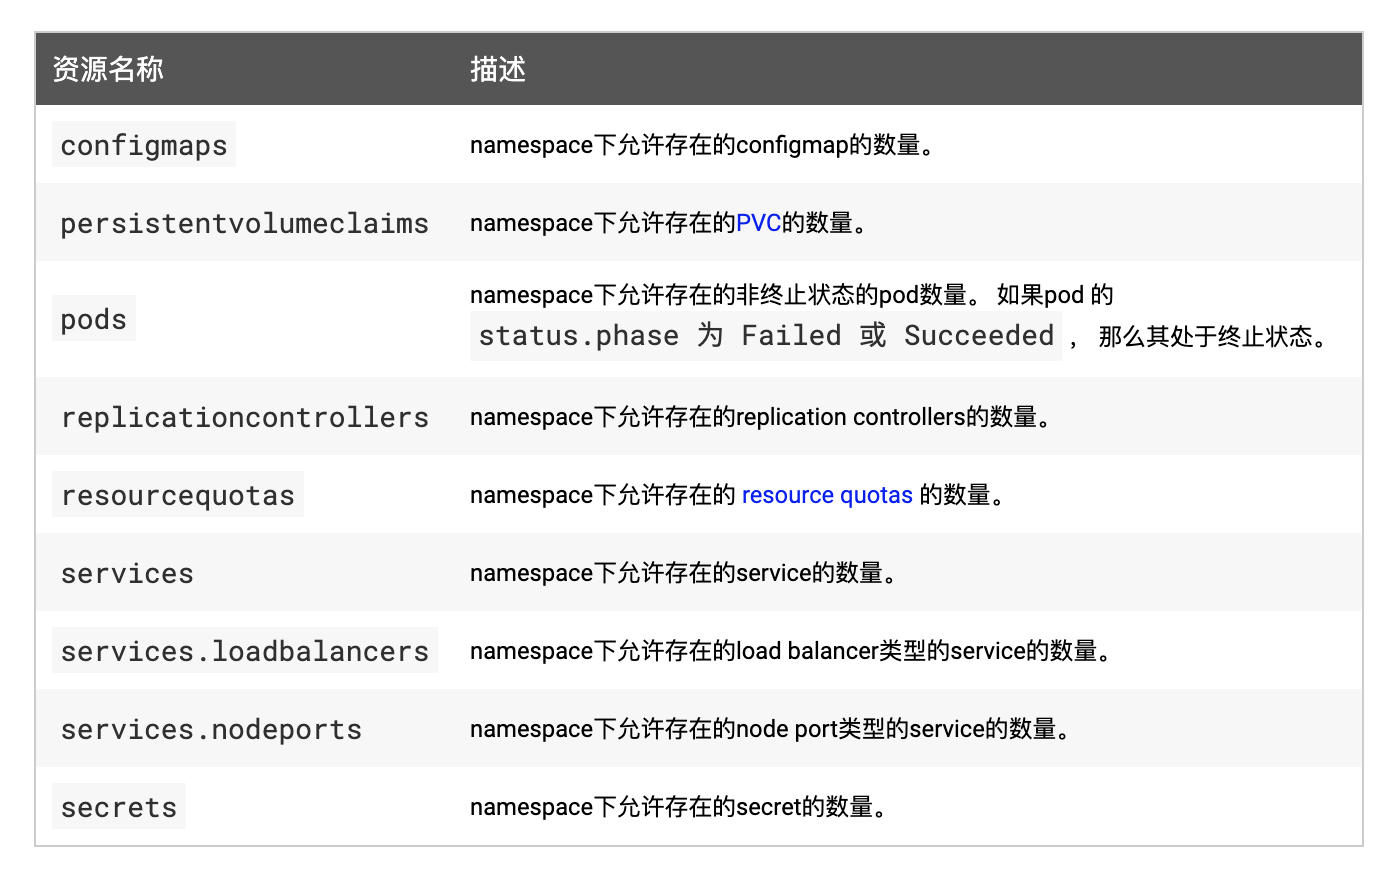 资源名称 描述
configmaps namespace下允许存在的configmap的数量。
persistentvolumeclaims namespace下允许存在的PVC的数量。
pods namespace下允许存在的非终止状态的pod数量。 如果pod 的
status.phase 为 Failed 或 Succeeded ， 那么其处于终止状态。
replicationcontrollers namespace下允许存在的replication controllers的数量。
resourcequotas namespace下允许存在的 resource quotas 的数量。
services namespace下允许存在的service的数量。
services.loadbalancers namespace下允许存在的load balancer类型的service的数量。
services.nodeports namespace下允许存在的node port类型的service的数量。
secrets namespace下允许存在的secret的数量。